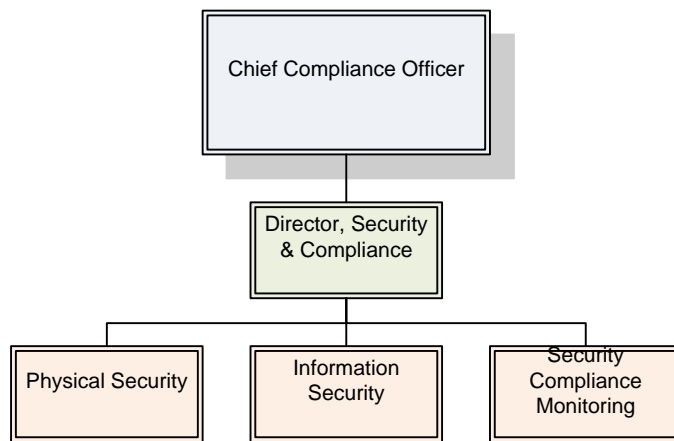 Chief Compliance Officer
Director, Security
& Compliance
Physical Security
Information
Security
Security
Compliance
Monitoring